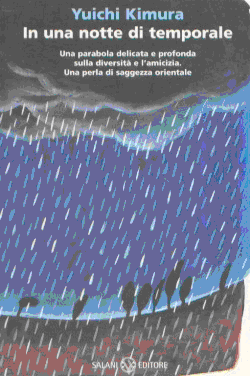 Yuichi Kimura
In una notte di temporale
Una parabola delicata e profonda
sulla diversità e l'amicizia.
Una perla di saggezza orientale
SALANI EDITORE